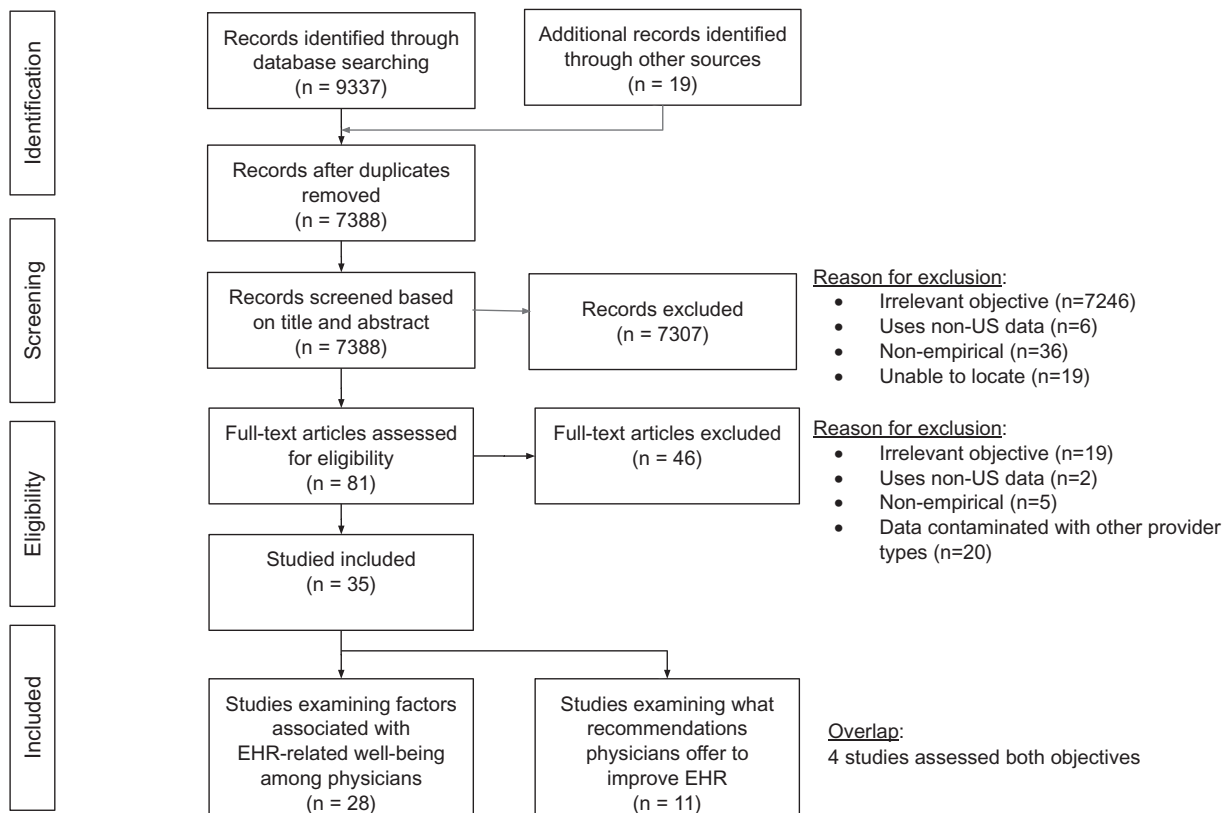 Identification
Records identified through
database searching
(n = 9337)
Additional records identified
through other sources
(n = 19)
Records after duplicates
removed
(n = 7388)
Screening
Records screened based
on title and abstract
(n = 7388)
Records excluded
(n = 7307)
Reason for exclusion:
• Irrelevant objective (n=7246)
• Uses non-US data (n=6)
• Non-empirical (n=36)
• Unable to locate (n=19)
Eligibility
Full-text articles assessed
for eligibility
(n = 81)
Full-text articles excluded
(n = 46)
Reason for exclusion:
• Irrelevant objective (n=19)
• Uses non-US data (n=2)
• Non-empirical (n=5)
• Data contaminated with other provider
types (n=20)
Studied included
(n = 35)
Included
Studies examining factors
associated with
EHR-related well-being
among physicians
(n = 28)
Studies examining what
recommendations
physicians offer to
improve EHR
(n = 11)
Overlap:
4 studies assessed both objectives